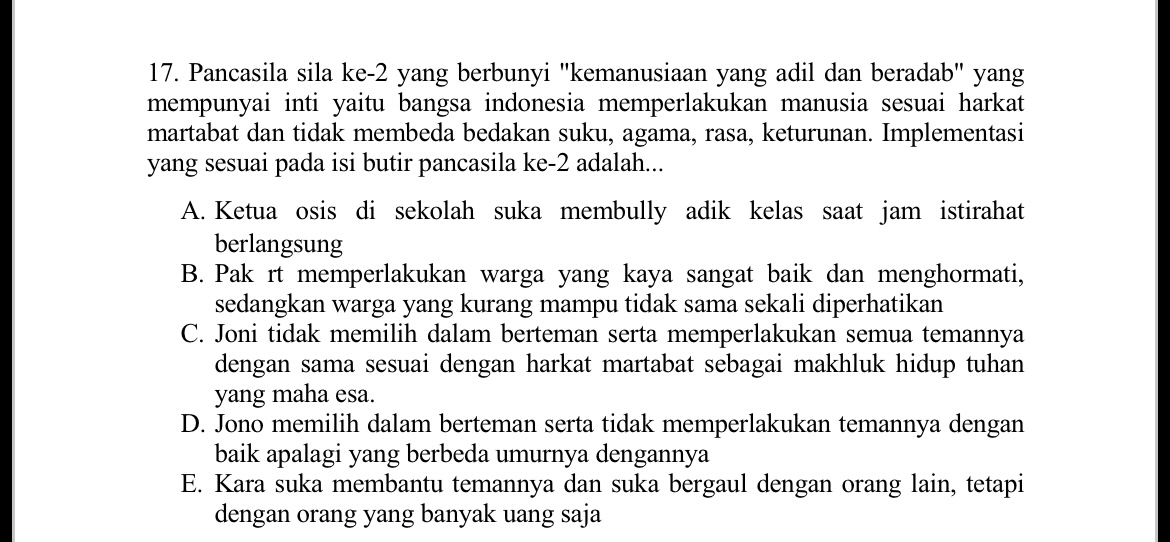 17. Pancasila sila ke-2 yang berbunyi "kemanusiaan yang adil dan beradab" yang
mempunyai inti yaitu bangsa indonesia memperlakukan manusia sesuai harkat
martabat dan tidak membeda bedakan suku, agama, rasa, keturunan. Implementasi
yang sesuai pada isi butir pancasila ke-2 adalah...
A. Ketua osis di sekolah suka membully adik kelas saat jam istirahat
berlangsung
B. Pak rt memperlakukan warga yang kaya sangat baik dan menghormati,
sedangkan warga yang kurang mampu tidak sama sekali diperhatikan
C. Joni tidak memilih dalam berteman serta memperlakukan semua temannya
dengan sama sesuai dengan harkat martabat sebagai makhluk hidup tuhan
yang maha esa.
D. Jono memilih dalam berteman serta tidak memperlakukan temannya dengan
baik apalagi yang berbeda umurnya dengannya
E. Kara suka membantu temannya dan suka bergaul dengan orang lain, tetapi
dengan orang yang banyak uang saja